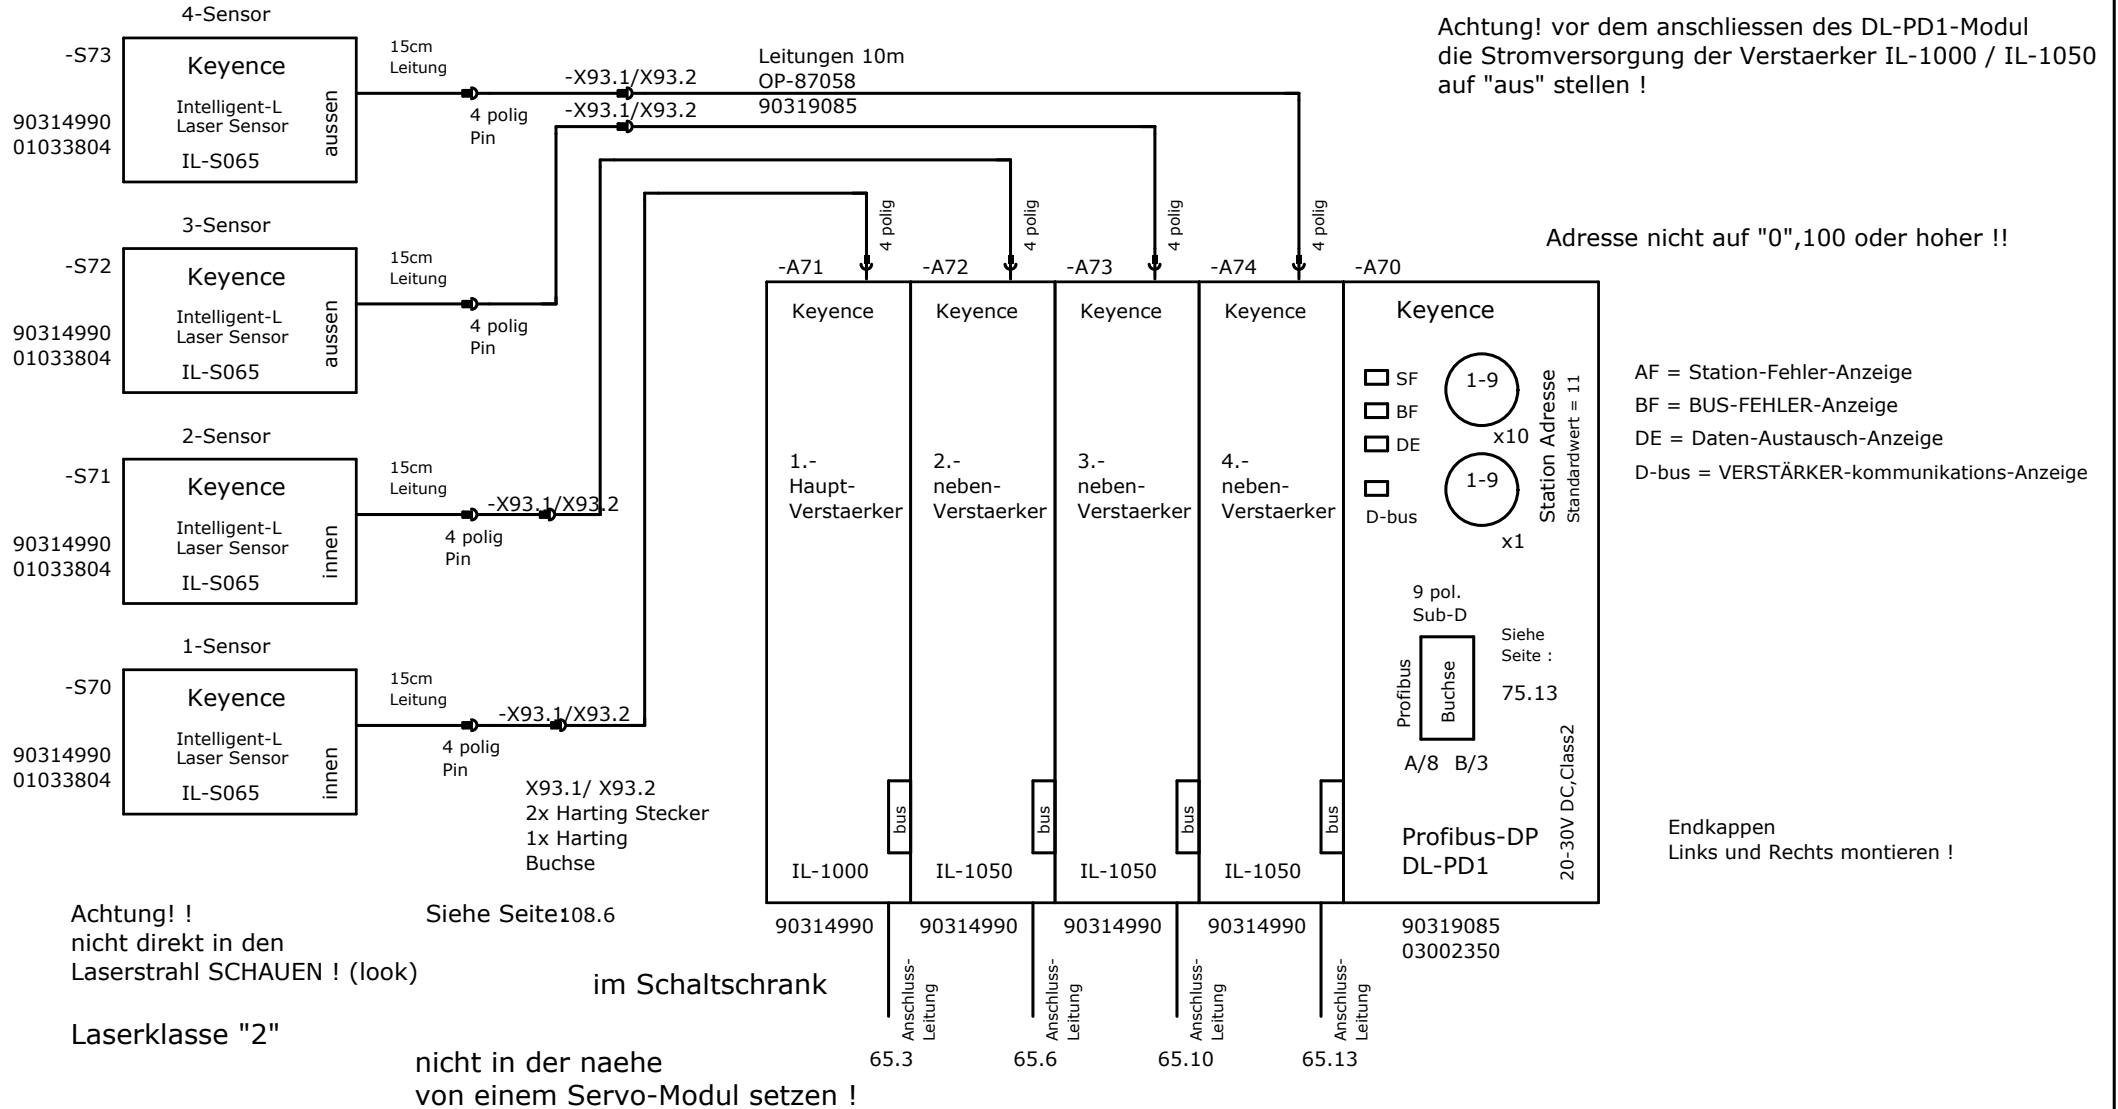 4-Sensor
-S73
Keyence
Intelligent-L
Laser Sensor
IL-S065
aussen
90314990
01033804
15cm
Leitung
4 polig
Pin
-X93.1/X93.2
-X93.1/X93.2
Leitungen 10m
OP-87058
90319085
Achtung! vor dem anschliessen des DL-PD1-Modul
die Stromversorgung der Verstaerker IL-1000 / IL-1050
auf "aus" stellen !
3-Sensor
-S72
Keyence
Intelligent-L
Laser Sensor
IL-S065
aussen
90314990
01033804
15cm
Leitung
4 polig
Pin
2-Sensor
-S71
Keyence
Intelligent-L
Laser Sensor
IL-S065
innen
90314990
01033804
15cm
Leitung
-X93.1/X93.2
4 polig
Pin
1-Sensor
-S70
Keyence
Intelligent-L
Laser Sensor
IL-S065
innen
90314990
01033804
15cm
Leitung
-X93.1/X93.2
4 polig
Pin
X93.1/ X93.2
2x Harting Stecker
1x Harting
Buchse
Siehe Seite:108.6
Achtung! !
nicht direkt in den
Laserstrahl SCHAUEN ! (look)
Laserklasse "2"
im Schaltschrank
nicht in der naehe
von einem Servo-Modul setzen !
4 polig
-A71
Keyence
1.-
Haupt-
Verstaerker
bus
IL-1000
90314990
Anschluss-
Leitung
65.3
4 polig
-A72
Keyence
2.-
neben-
Verstaerker
bus
IL-1050
90314990
Anschluss-
Leitung
65.6
4 polig
-A73
Keyence
3.-
neben-
Verstaerker
bus
IL-1050
90314990
Anschluss-
Leitung
65.10
4 polig
-A74
Keyence
4.-
neben-
Verstaerker
bus
IL-1050
90314990
Anschluss-
Leitung
65.13
-A70
Keyence
SF
BF
DE
D-bus
1-9
x10
1-9
x1
Station Adresse
Standardwert = 11
9 pol.
Sub-D
Profibus
Buchse
Siehe
Seite :
75.13
A/8 B/3
20-30V DC,Class2
Profibus-DP
DL-PD1
90319085
03002350
Adresse nicht auf "0",100 oder hoher !!
AF = Station-Fehler-Anzeige
BF = BUS-FEHLER-Anzeige
DE = Daten-Austausch-Anzeige
D-bus = VERSTÄRKER-kommunikations-Anzeige
Endkappen
Links und Rechts montieren !